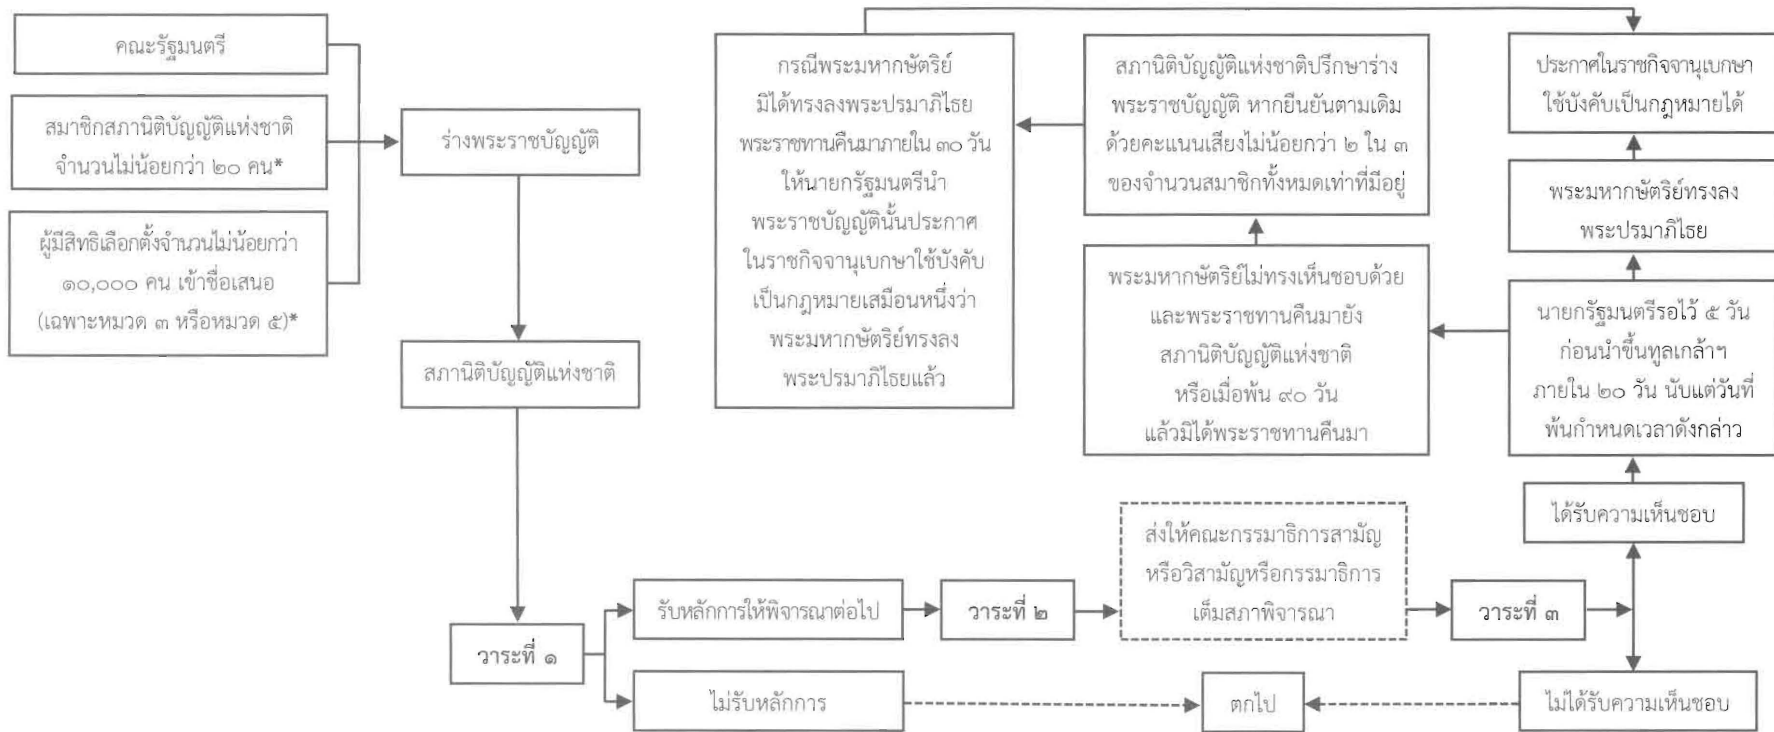 คณะรัฐมนตรี
สมาชิกสภานิติบัญญัติแห่งชาติ
จำนวนไม่น้อยกว่า ๒๐ คน*
ผู้มีสิทธิเลือกตั้งจำนวนไม่น้อยกว่า
๑๐,๐๐๐ คน เข้าชื่อเสนอ
(เฉพาะหมวด ๓ หรือหมวด ๕)*
ร่างพระราชบัญญัติ
สภานิติบัญญัติแห่งชาติ
วาระที่ ๑
รับหลักการให้พิจารณาต่อไป
ไม่รับหลักการ
วาระที่ ๒
ส่งให้คณะกรรมาธิการสามัญ
หรือวิสามัญหรือกรรมาธิการ
เต็มสภาพิจารณา
วาระที่ ๓
ตกไป
ไม่ได้รับความเห็นชอบ
ได้รับความเห็นชอบ
นายกรัฐมนตรีรอไว้ ๕ วัน
ก่อนนำขึ้นทูลเกล้าฯ
ภายใน ๒๐ วัน นับแต่วันที่
พ้นกำหนดเวลาดังกล่าว
พระมหากษัตริย์ทรงลง
พระปรมาภิไธย
ประกาศในราชกิจจานุเบกษา
ใช้บังคับเป็นกฎหมายได้
พระมหากษัตริย์ไม่ทรงเห็นชอบด้วย
และพระราชทานคืนมายัง
สภานิติบัญญัติแห่งชาติ
หรือเมื่อพ้น ๙๐ วัน
แล้วมิได้พระราชทานคืนมา
สภานิติบัญญัติแห่งชาติปรึกษาร่าง
พระราชบัญญัติ หากยืนยันตามเดิม
ด้วยคะแนนเสียงไม่น้อยกว่า ๒ ใน ๓
ของจำนวนสมาชิกทั้งหมดเท่าที่มีอยู่
กรณีพระมหากษัตริย์
มิได้ทรงลงพระปรมาภิไธย
พระราชทานคืนมาภายใน ๓๐ วัน
ให้นายกรัฐมนตรีนำ
พระราชบัญญัตินั้นประกาศ
ในราชกิจจานุเบกษาใช้บังคับ
เป็นกฎหมายเสมือนหนึ่งว่า
พระมหากษัตริย์ทรงลง
พระปรมาภิไธยแล้ว